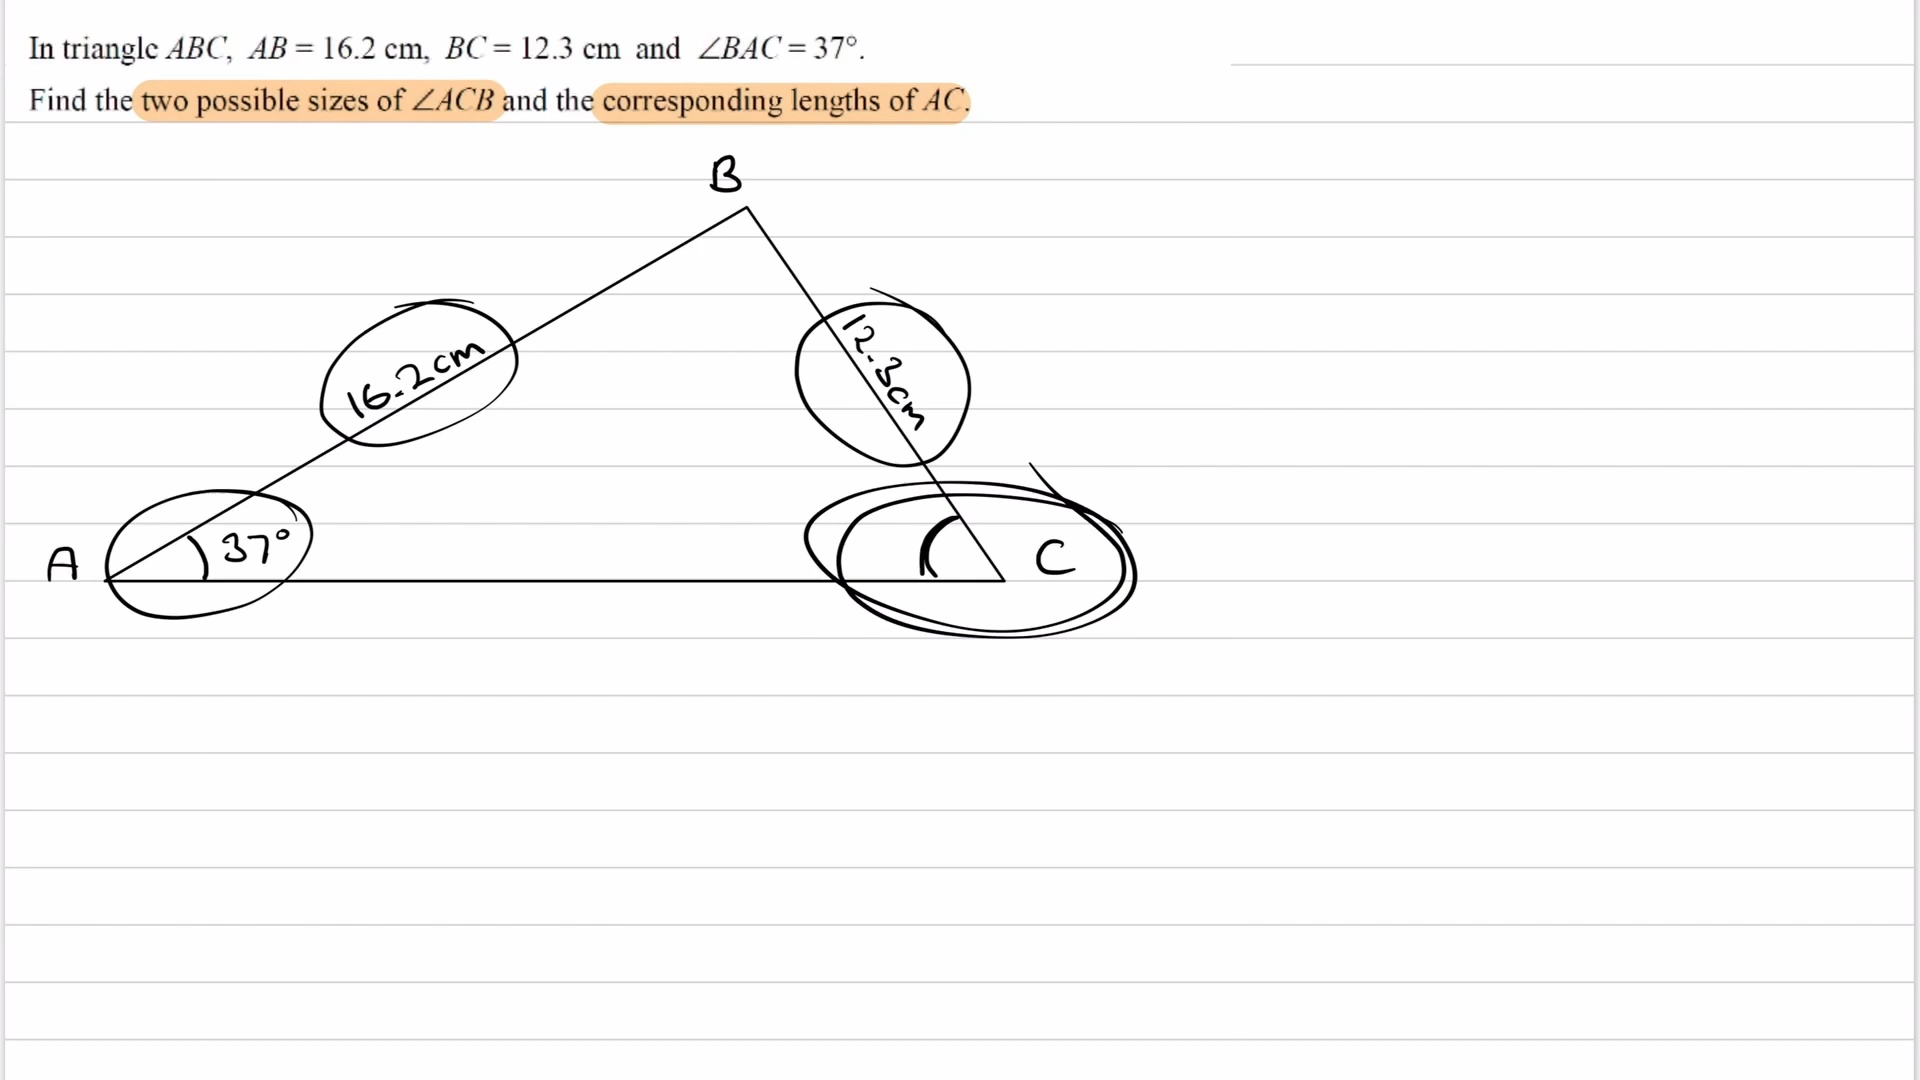 In triangle ABC, AB = 16.2 cm, BC = 12.3 cm and ∠BAC = 37°.
Find the two possible sizes of ∠ACB and the corresponding lengths of AC.
B
16.2cm
12.3cm
A
37°
C